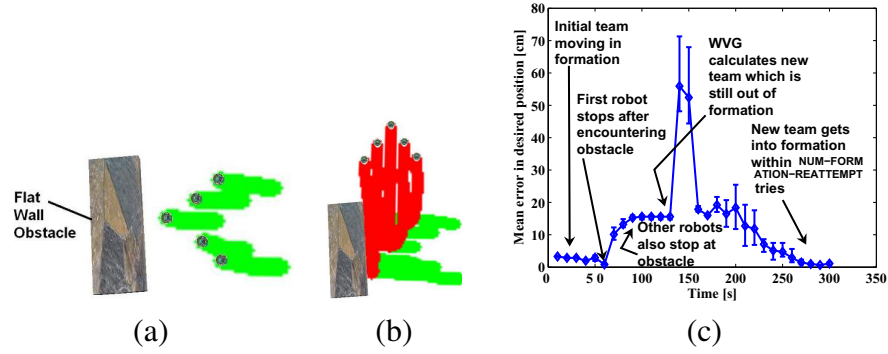 Flat
Wall
Obstacle
(a)
(b)
Mean error in desired position [cm]
80
70
60
50
40
30
20
10
0
Initial team
moving in
formation
First robot
stops after
encountering
obstacle
WVG
calculates new
team which is
still out of
formation
Other robots
also stop at
obstacle
New team gets
into formation
within NUM-FORM
ATION-REATTEMPT
tries
0 50 100 150 200 250 300 350
Time [s]
(c)